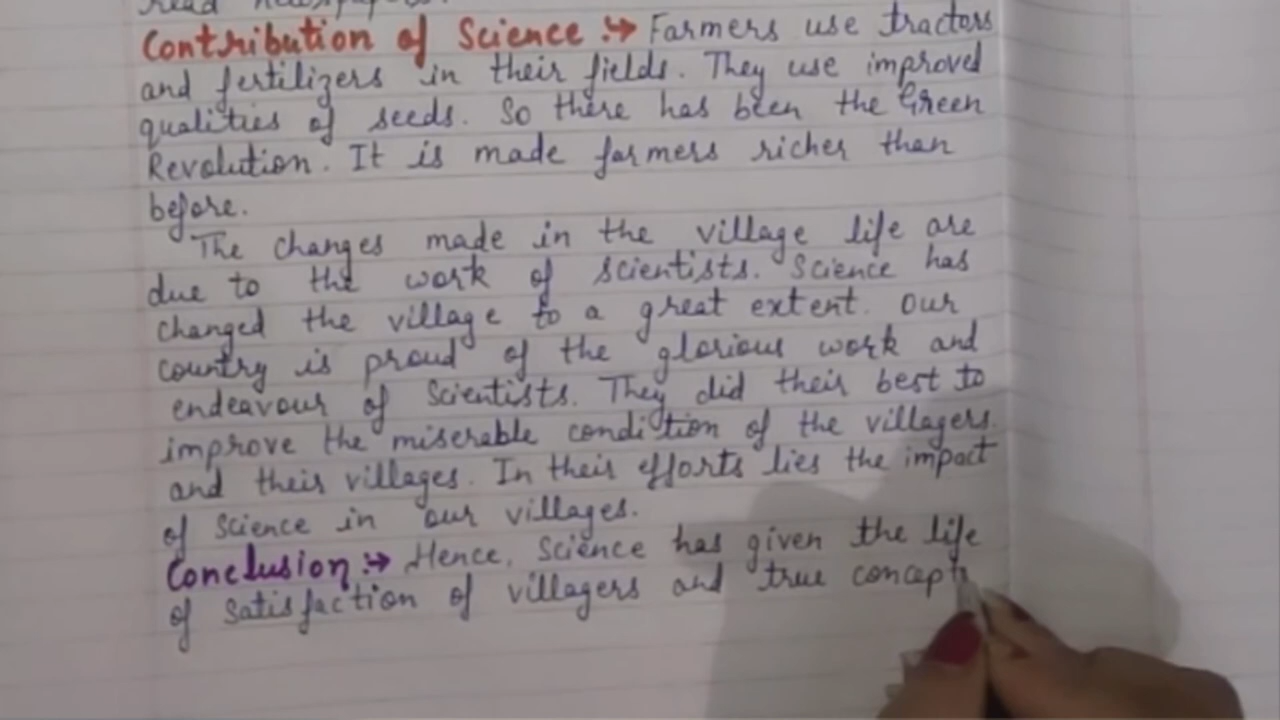 read newspapers.
Contribution of Science :→ Farmers use tractors
and fertilizers in their fields. They use improved
qualities of seeds. So there has been the Green
Revolution. It is made farmers richer than
before.
The changes made in the village life are
due to the work of scientists. Science has
changed the village to a great extent. Our
country is proud of the glorious work and
endeavour of Scientists. They did their best to
improve the miserable condition of the villagers
and their villages. In their efforts lies the impact
of Science in our villages.
Conclusion :→ Hence, Science has given the life
of satisfaction of villagers and true concept